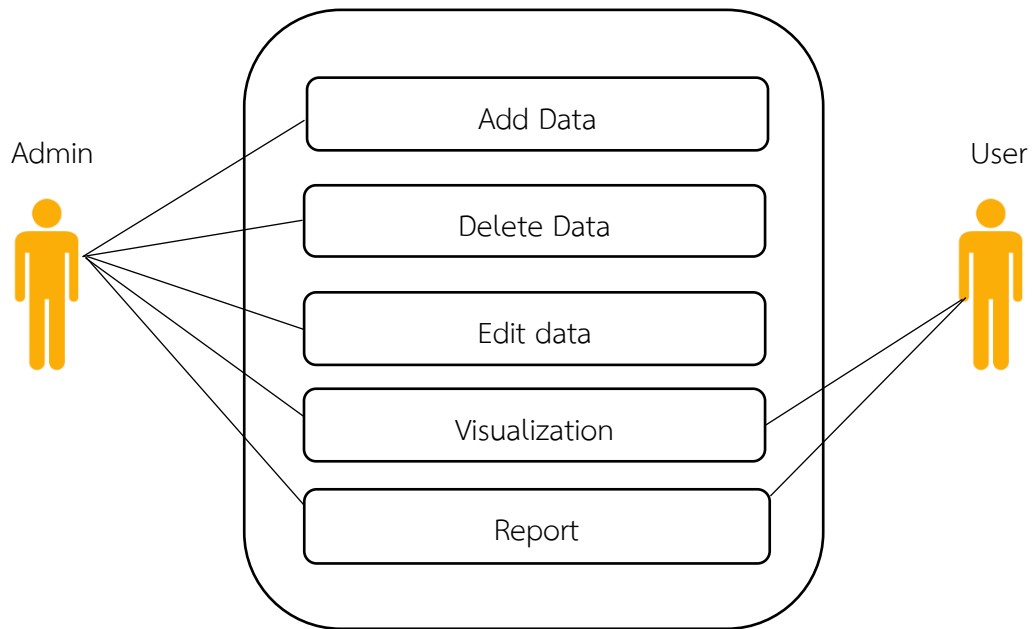 Admin
User
Add Data
Delete Data
Edit data
Visualization
Report